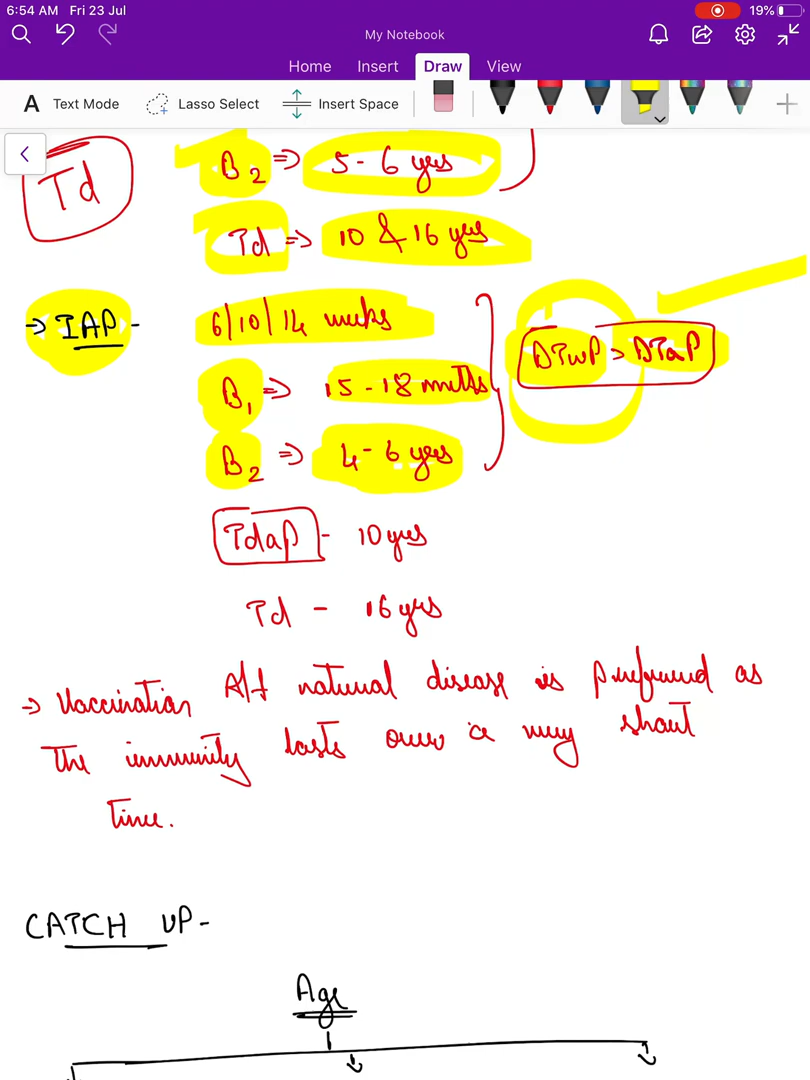 6:54 AM Fri 23 Jul 19%
My Notebook
Home Insert Draw View
A Text Mode Lasso Select Insert Space
Td
B2 => 5 - 6 yrs
Td => 10 & 16 yrs
-> IAP - 6/10/14 weeks
DTwP > DTaP
B1 => 15 - 18 mnths
B2 => 4 - 6 yrs
Tdap - 10 yrs
Td - 16 yrs
-> Vaccination Aft natural disease is preferred as
The immunity lasts over a very short
Time.
CATCH UP -
Age